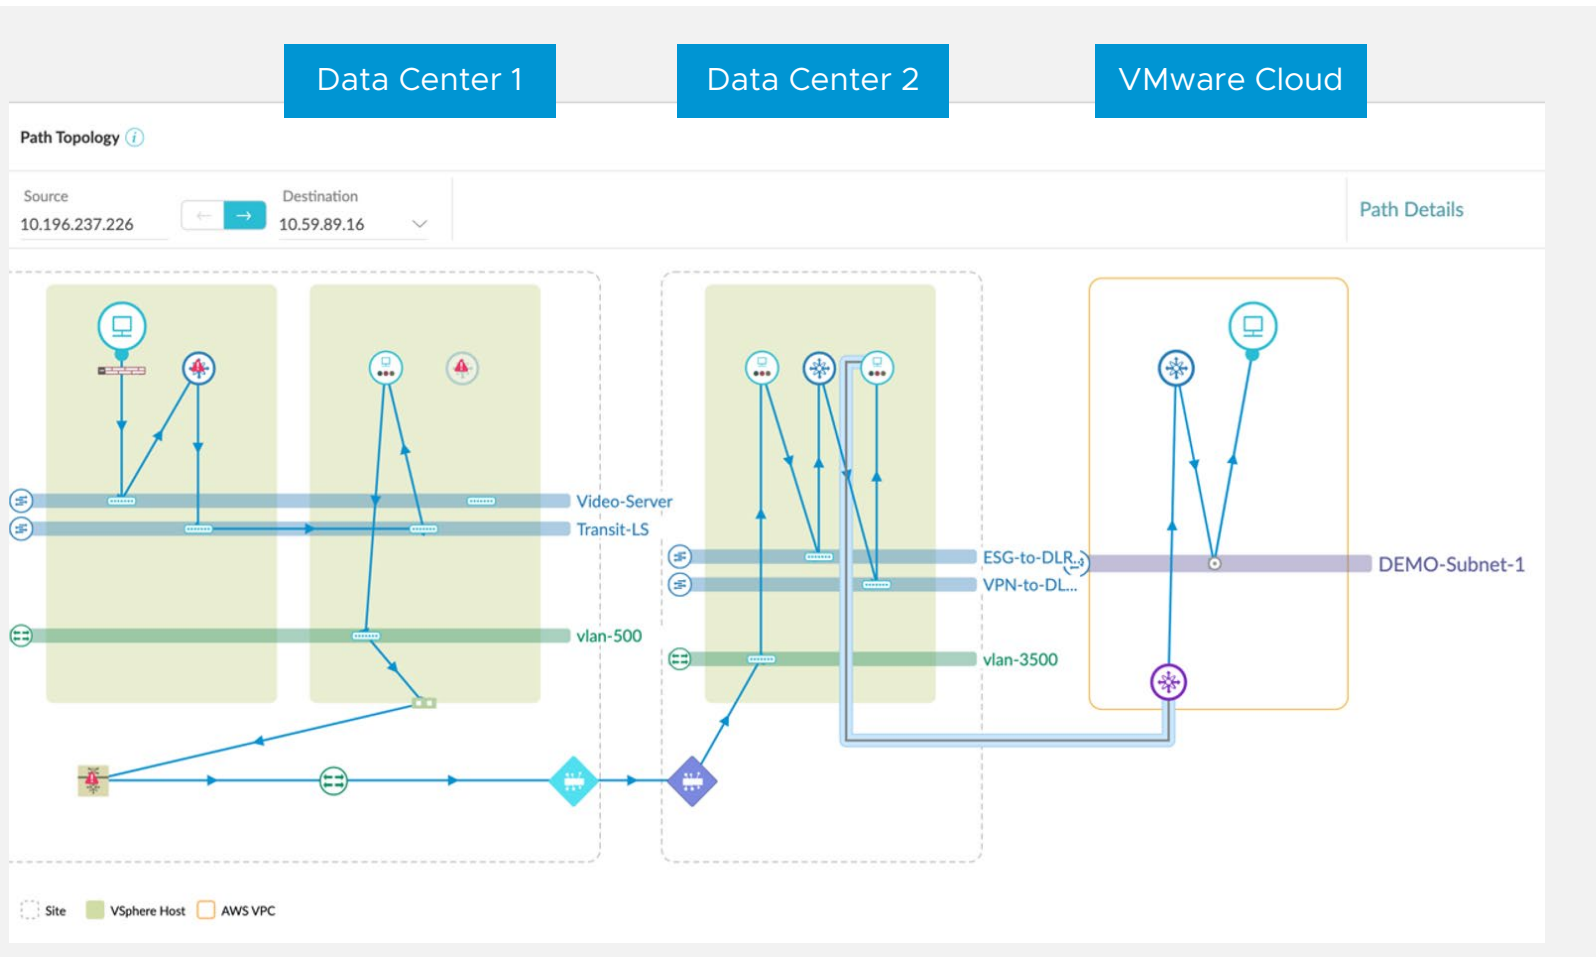 Data Center 1
Data Center 2
VMware Cloud
Path Topology i
Source
Destination
10.196.237.226
10.59.89.16
Path Details
Video-Server
Transit-LS
ESG-to-DLR...
VPN-to-DL...
DEMO-Subnet-1
vlan-500
vlan-3500
Site
VSphere Host
AWS VPC